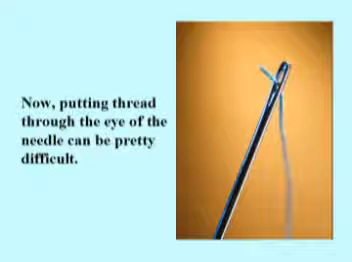 Now, putting thread
through the eye of the
needle can be pretty
difficult.